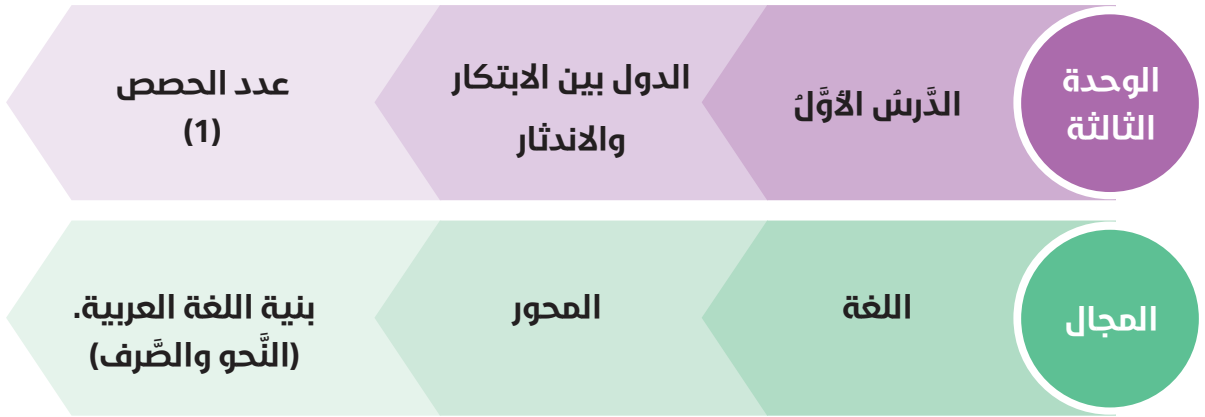 الوحدة
الثالثة
الدَّرسُ الأوَّلُ
الدول بين الابتكار
والاندثار
عدد الحصص
(1)
المجال
اللغة
المحور
بنية اللغة العربية.
(النَّحو والصَّرف)